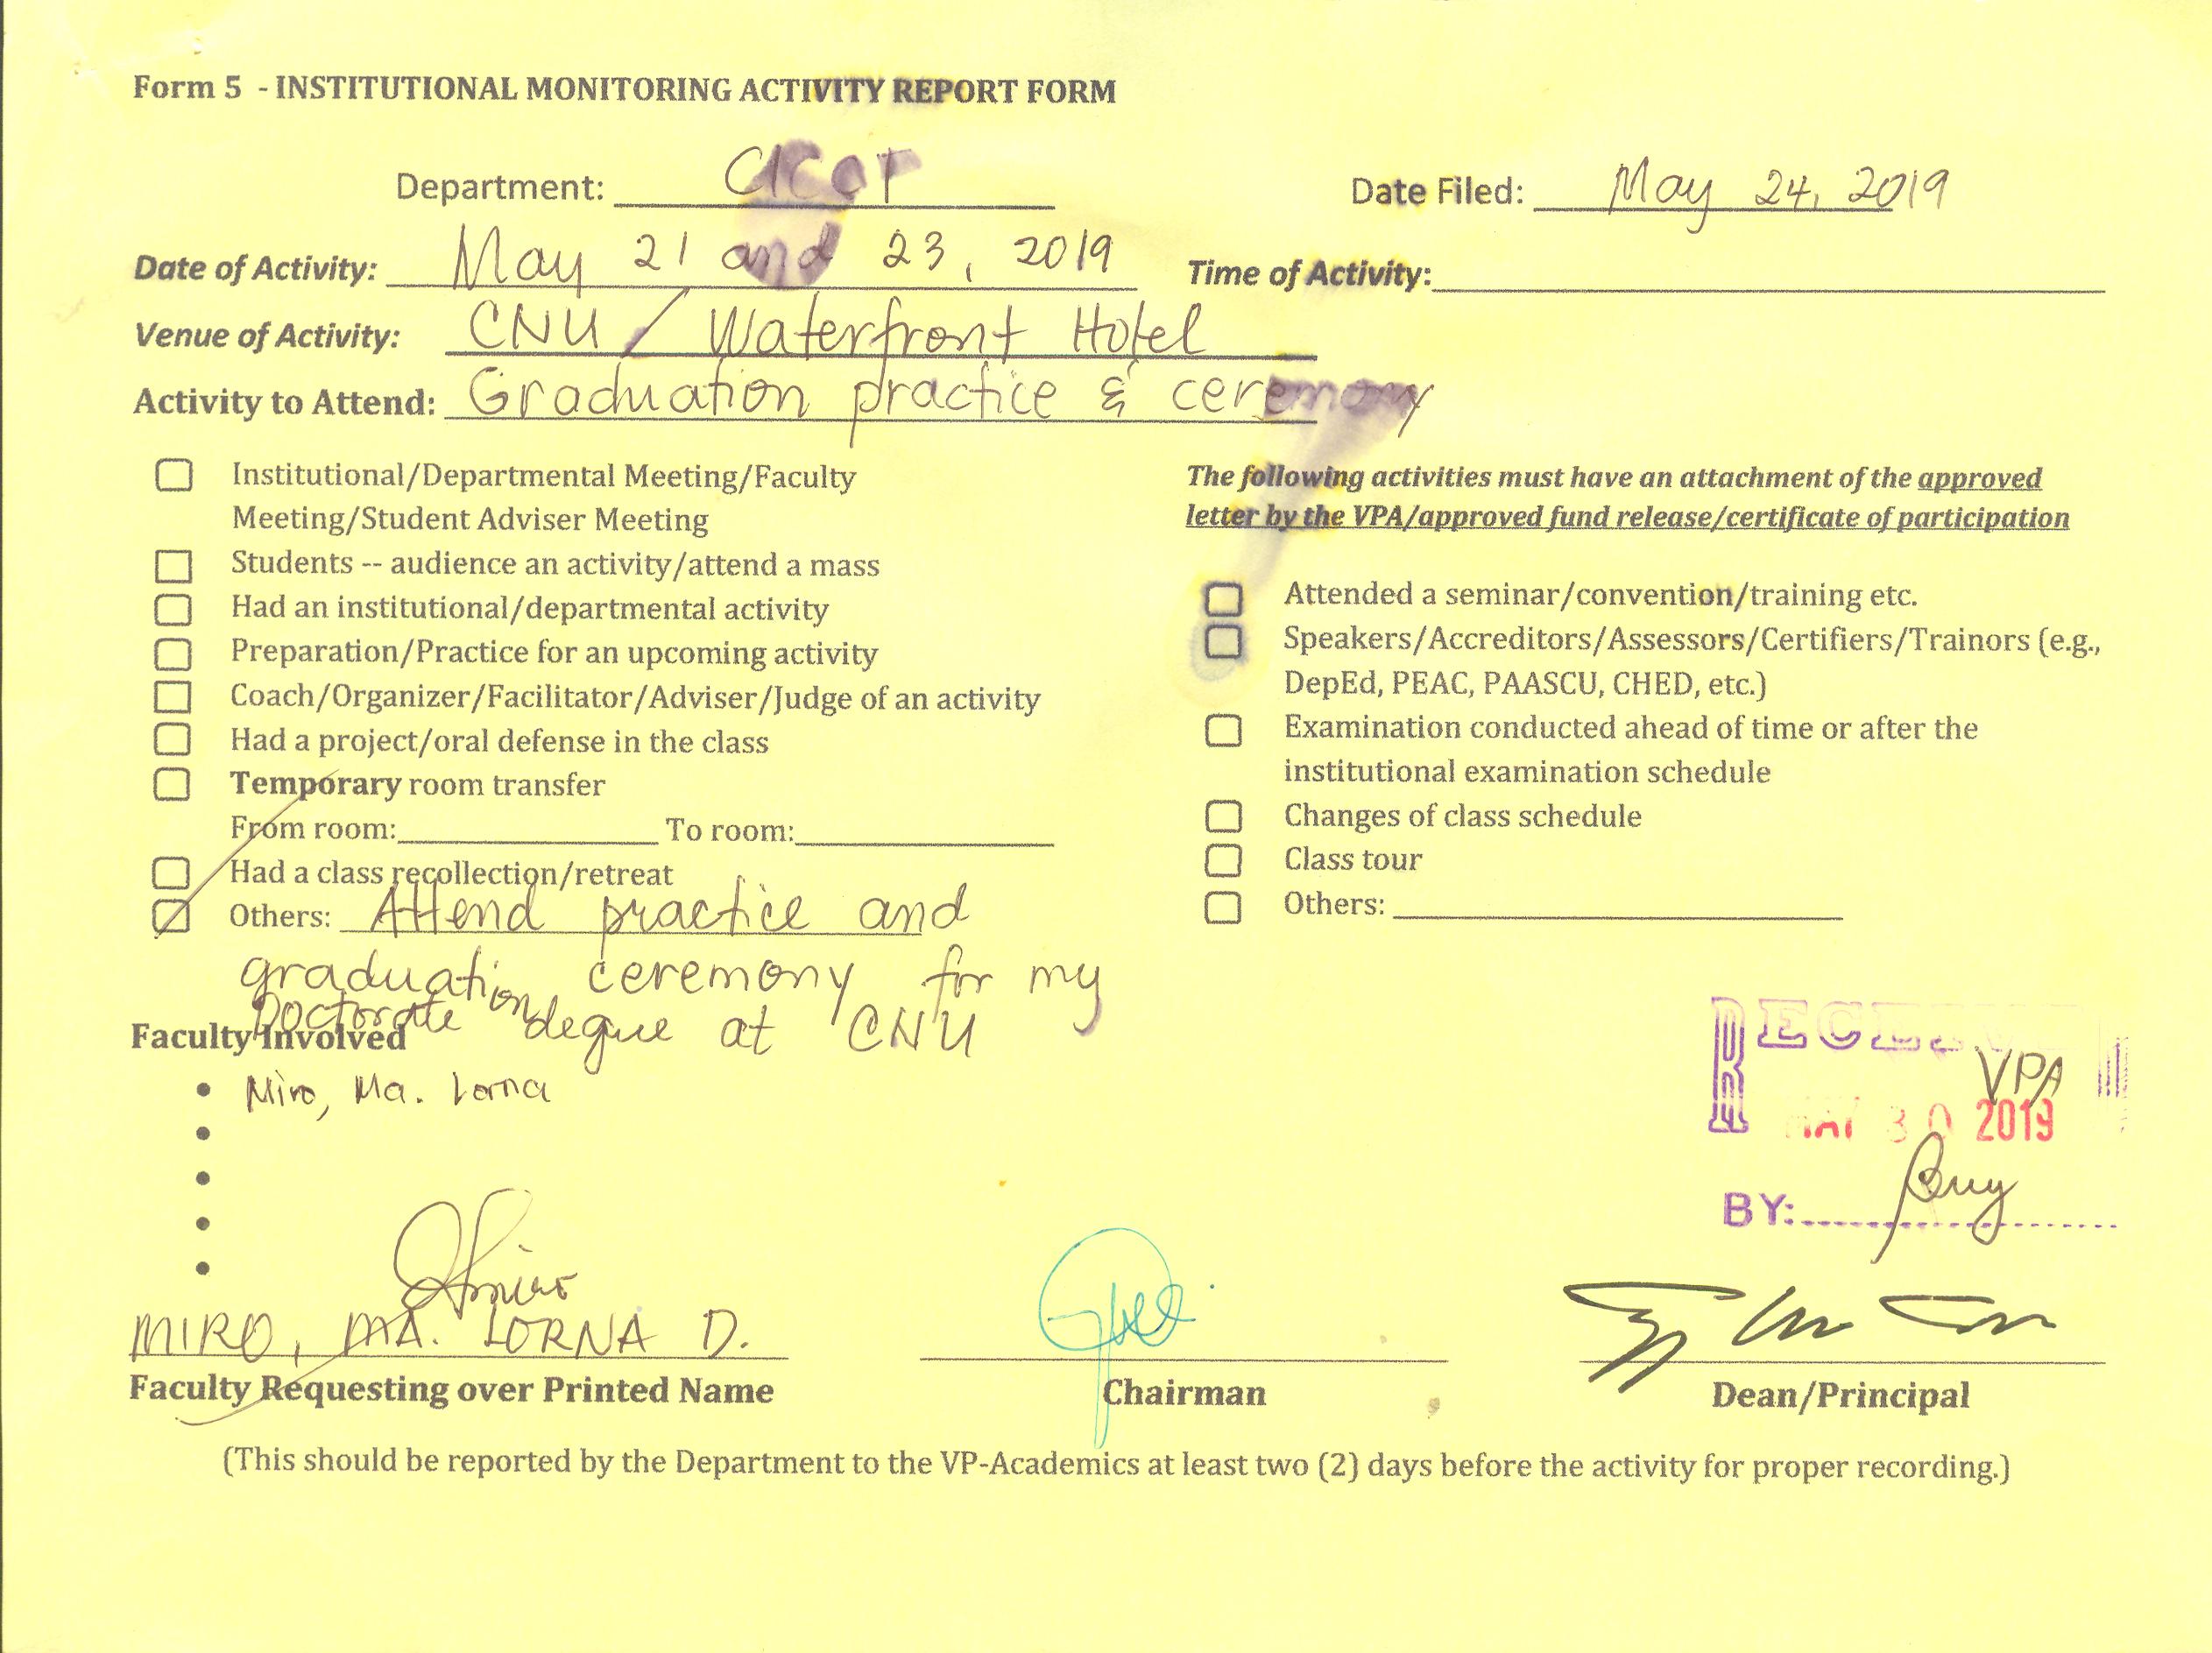 Form 5 - INSTITUTIONAL MONITORING ACTIVITY REPORT FORM
Department: CICCT
Date Filed: May 24, 2019
Date of Activity: May 21 and 23, 2019
Time of Activity:
Venue of Activity: CNU / Waterfront Hotel
Activity to Attend: Graduation practice & ceremony
Institutional/Departmental Meeting/Faculty
Meeting/Student Adviser Meeting
Students -- audience an activity/attend a mass
Had an institutional/departmental activity
Preparation/Practice for an upcoming activity
Coach/Organizer/Facilitator/Adviser/Judge of an activity
Had a project/oral defense in the class
Temporary room transfer
From room: To room:
Had a class recollection/retreat
Others: Attend practice and
graduation ceremony for my
Doctorate degree at CNU
The following activities must have an attachment of the approved
letter by the VPA/approved fund release/certificate of participation
Attended a seminar/convention/training etc.
Speakers/Accreditors/Assessors/Certifiers/Trainors (e.g.,
DepEd, PEAC, PAASCU, CHED, etc.)
Examination conducted ahead of time or after the
institutional examination schedule
Changes of class schedule
Class tour
Others:
Faculty Involved
• Miro, Ma. Lorna
•
•
•
•
RECEIVE
VPA
MAY 30 2019
BY:
MIRO, MA. LORNA D.
Faculty Requesting over Printed Name
Chairman
Dean/Principal
(This should be reported by the Department to the VP-Academics at least two (2) days before the activity for proper recording.)